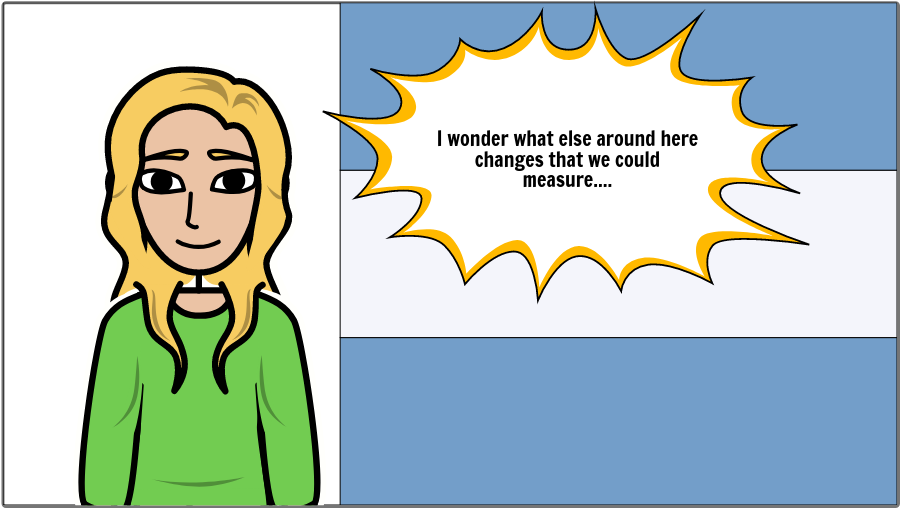 I wonder what else around here
changes that we could
measure....